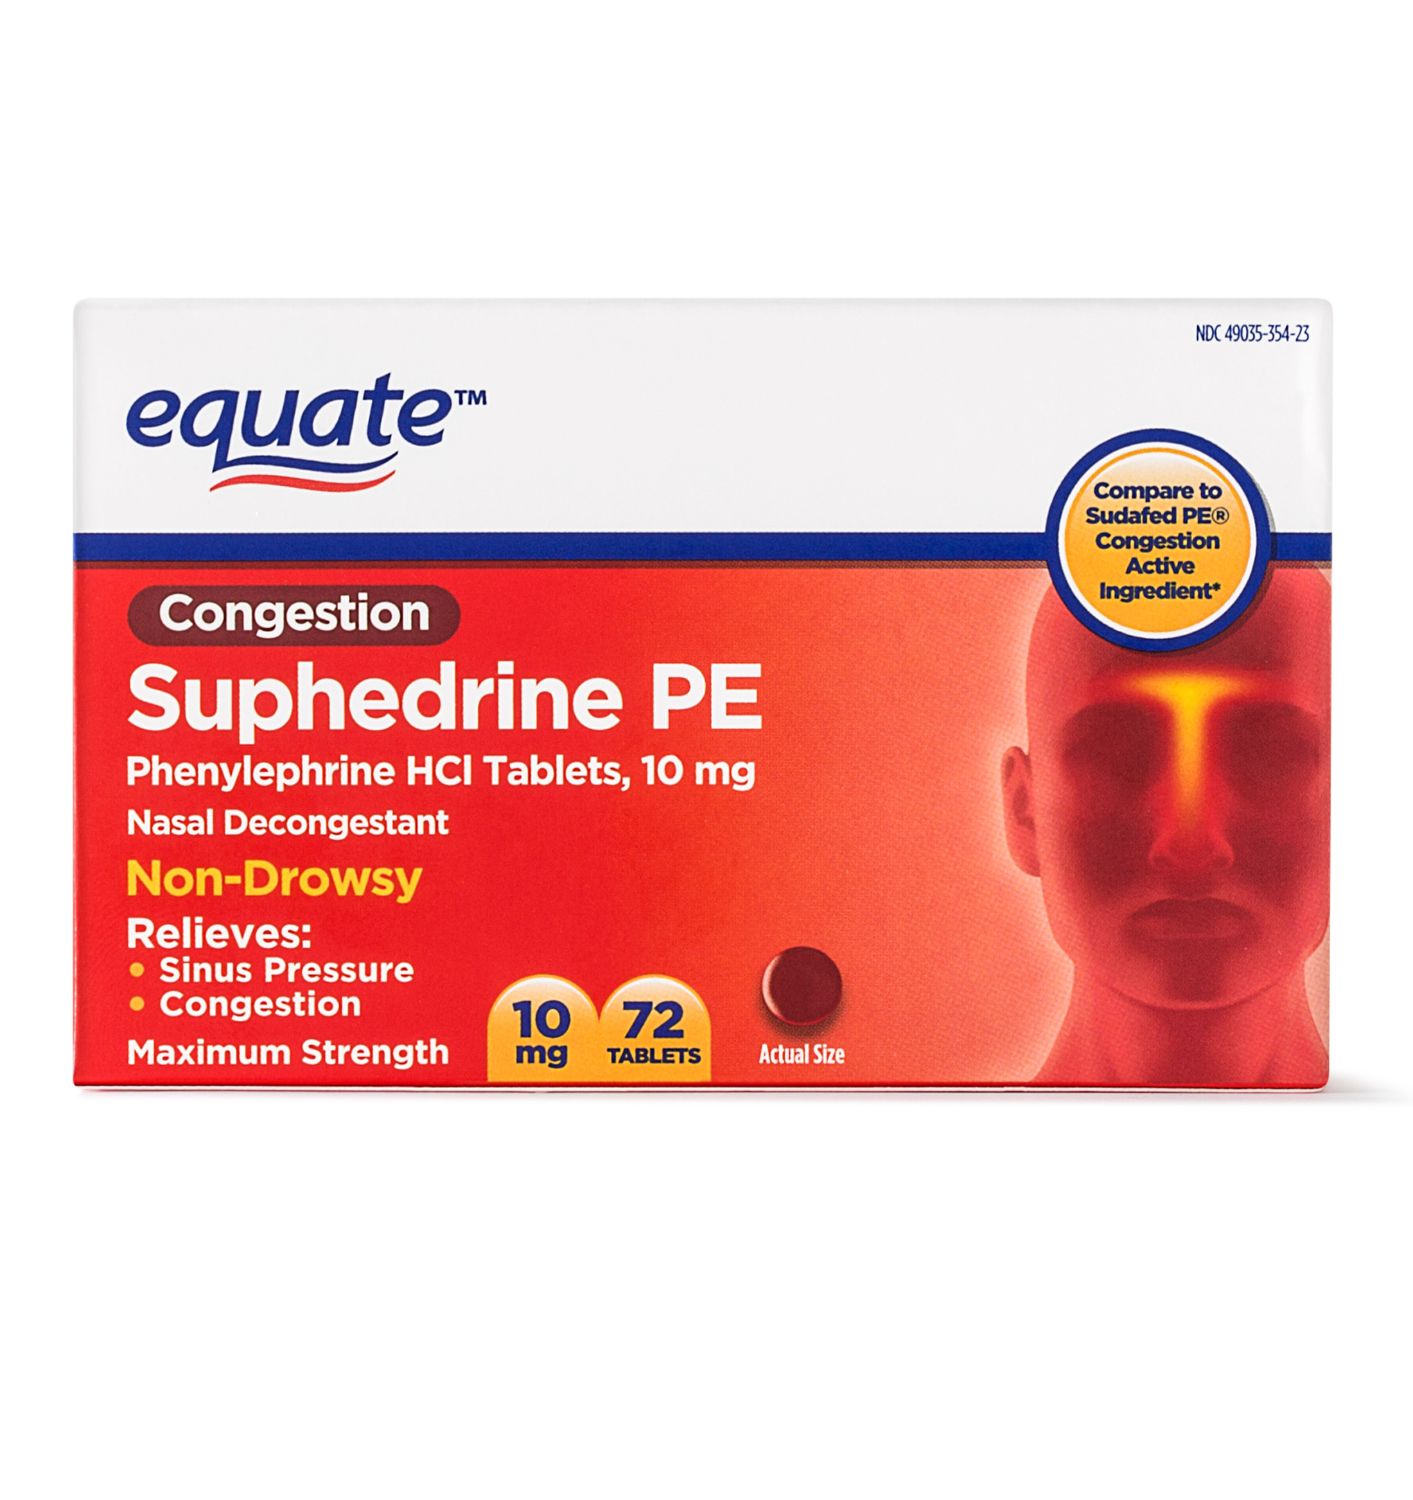 NDC 49035-354-23
equate™
Compare to
Sudafed PE®
Congestion
Active
Ingredient*
Congestion
Suphedrine PE
Phenylephrine HCl Tablets, 10 mg
Nasal Decongestant
Non-Drowsy
Relieves:
• Sinus Pressure
• Congestion
Maximum Strength
10
mg
72
TABLETS
Actual Size